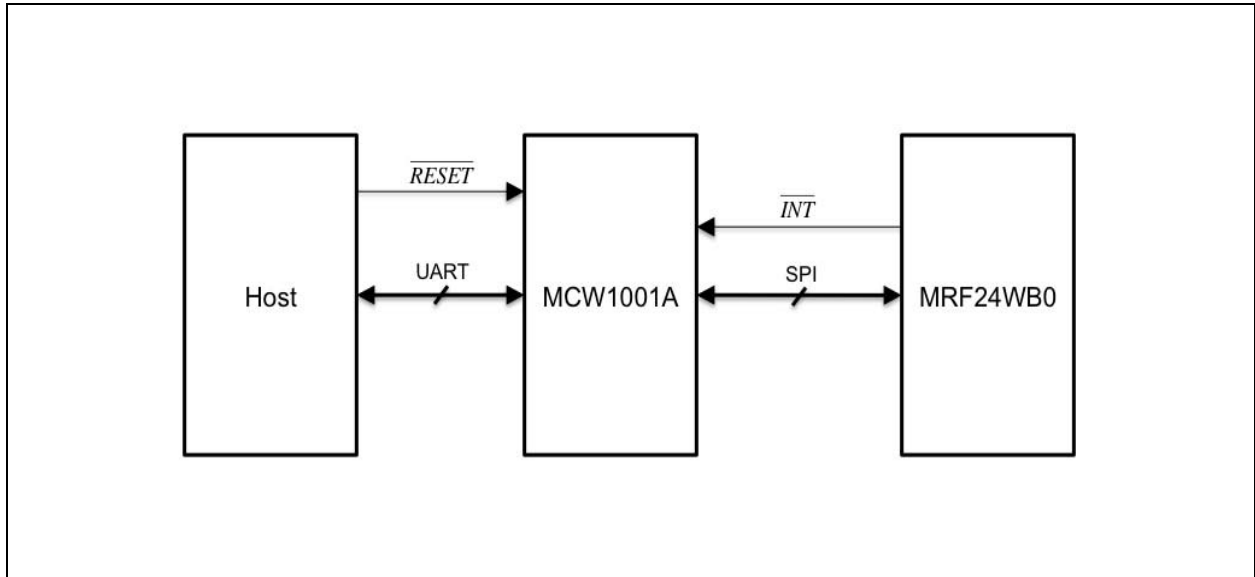 RESET
INT
UART
SPI
Host
MCW1001A
MRF24WB0